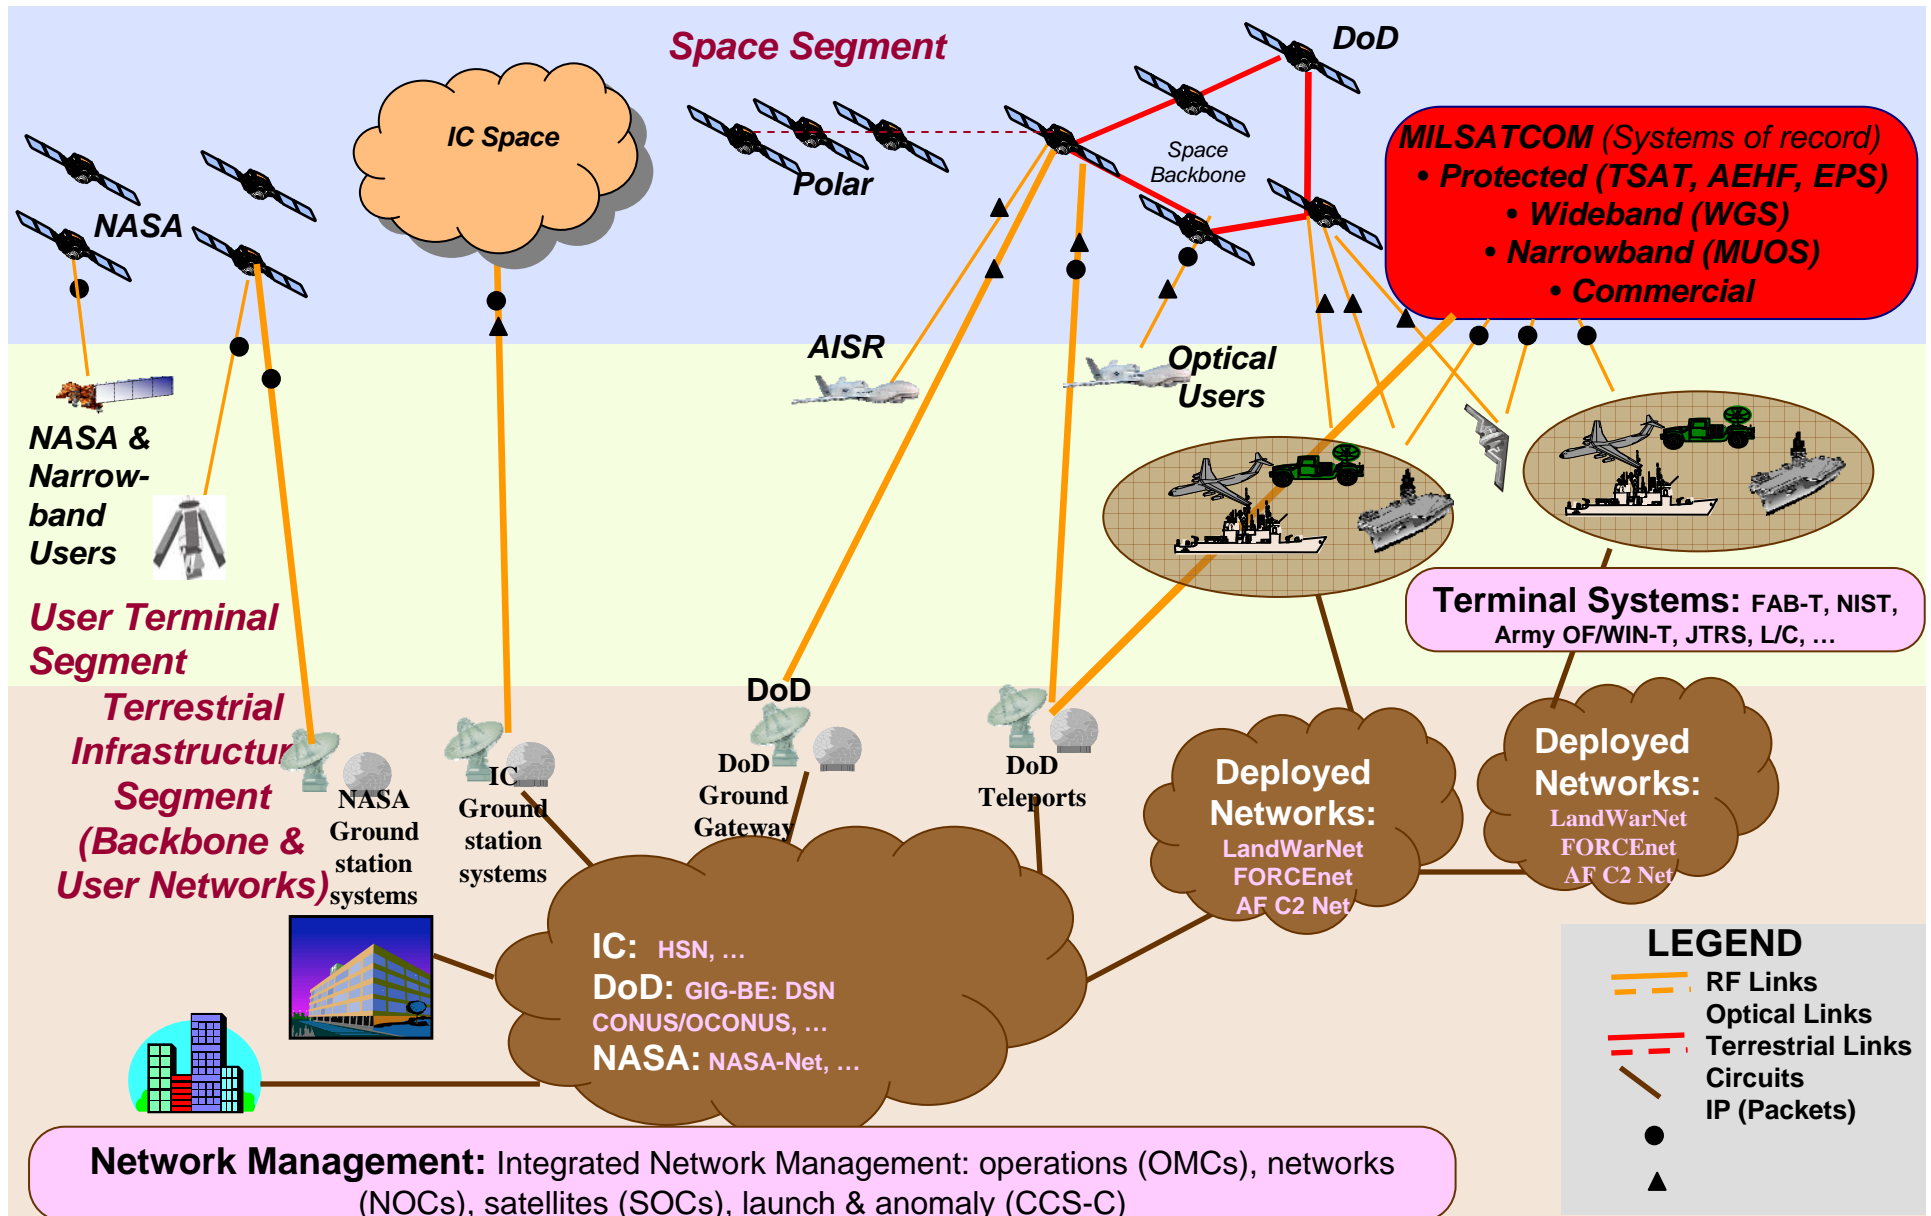 Space Segment
DoD
IC Space
MILSATCOM (Systems of record)
• Protected (TSAT, AEHF, EPS)
• Wideband (WGS)
• Narrowband (MUOS)
• Commercial
Space
Backbone
Polar
NASA
AISR
Optical
Users
NASA &
Narrow-
band
Users
User Terminal
Segment
Terminal Systems: FAB-T, NIST,
Army OF/WIN-T, JTRS, L/C, …
Terrestrial
Infrastructur
Segment
(Backbone &
User Networks)
DoD
NASA
Ground
station
systems
IC
Ground
station
systems
DoD
Ground
Gateway
DoD
Teleports
Deployed
Networks:
LandWarNet
FORCEnet
AF C2 Net
Deployed
Networks:
LandWarNet
FORCEnet
AF C2 Net
IC: HSN, …
DoD: GIG-BE: DSN
CONUS/OCONUS, …
NASA: NASA-Net, …
LEGEND
RF Links
Optical Links
Terrestrial Links
Circuits
IP (Packets)
Network Management: Integrated Network Management: operations (OMCs), networks
(NOCs), satellites (SOCs), launch & anomaly (CCS-C)